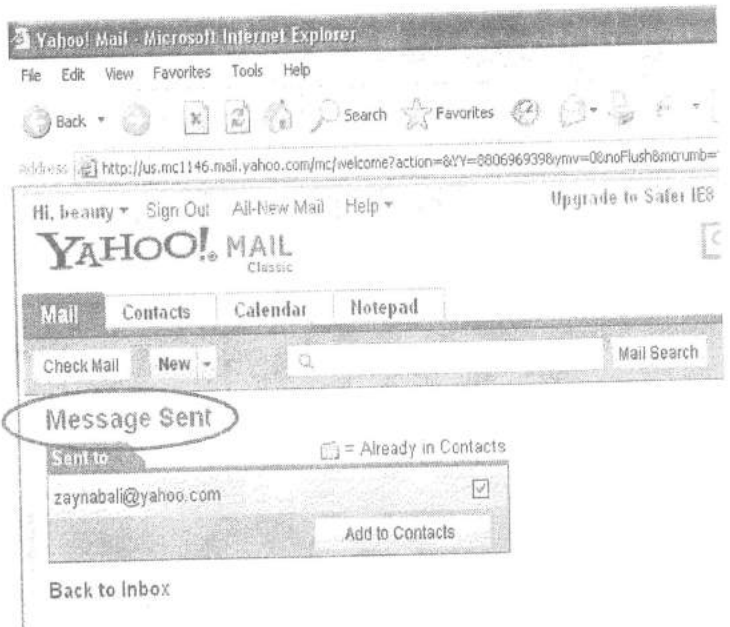 Yahoo! Mail - Microsoft Internet Explorer
File Edit View Favorites Tools Help
Back Search Favorites
Address http://us.mc1146.mail.yahoo.com/mc/welcome?action=&YY=880696939&ymv=0&noFlush&mcrumb=
Hi, beauty Sign Out All-New Mail Help Upgrade to Safer IE8
YAHOO!® MAIL
Classic
Mail Contacts Calendar Notepad
Check Mail New Mail Search
Message Sent
Sent to = Already in Contacts
zaynabali@yahoo.com
Add to Contacts
Back to Inbox